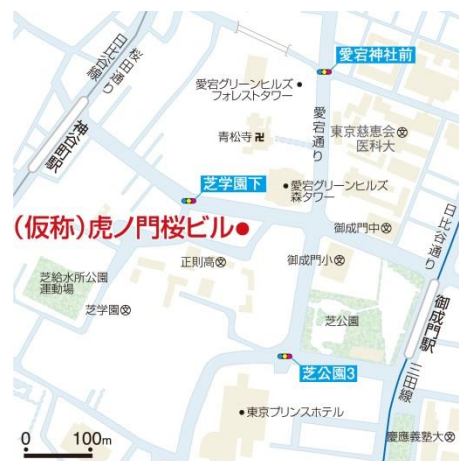 日比谷線
桜田通り
愛宕神社前
愛宕グリーンヒルズ
フォレストタワー
愛宕通り
東京慈恵会
医科大
青松寺
神谷町駅
芝学園下
愛宕グリーンヒルズ
森タワー
日比谷通り
(仮称)虎ノ門桜ビル
御成門中
正則高
御成門小
芝給水所公園
運動場
芝学園
芝公園
御成門駅
芝公園3
三田線
東京プリンスホテル
慶應義塾大
0 100m